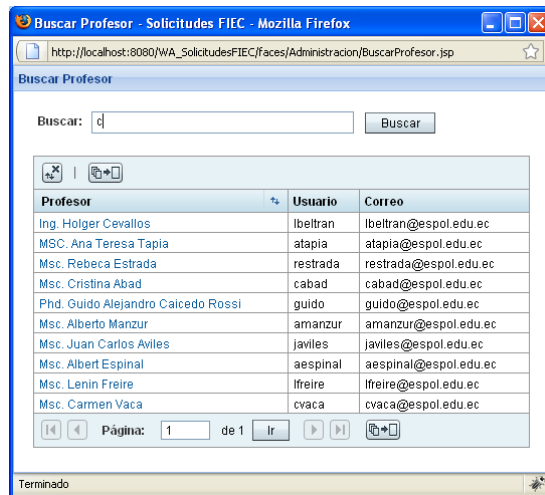 Buscar Profesor - Solicitudes FIEC - Mozilla Firefox
http://localhost:8080/WA_SolicitudesFIEC/faces/Administracion/BuscarProfesor.jsp
Buscar Profesor
Buscar: c Buscar
Profesor Usuario Correo
Ing. Holger Cevallos lbeltran lbeltran@espol.edu.ec
MSC. Ana Teresa Tapia atapia atapia@espol.edu.ec
Msc. Rebeca Estrada restrada restrada@espol.edu.ec
Msc. Cristina Abad cabad cabad@espol.edu.ec
Phd. Guido Alejandro Caicedo Rossi guido guido@espol.edu.ec
Msc. Alberto Manzur amanzur amanzur@espol.edu.ec
Msc. Juan Carlos Aviles javiles javiles@espol.edu.ec
Msc. Albert Espinal aespinal aespinal@espol.edu.ec
Msc. Lenin Freire lfreire lfreire@espol.edu.ec
Msc. Carmen Vaca cvaca cvaca@espol.edu.ec
Página: 1 de 1 Ir
Terminado